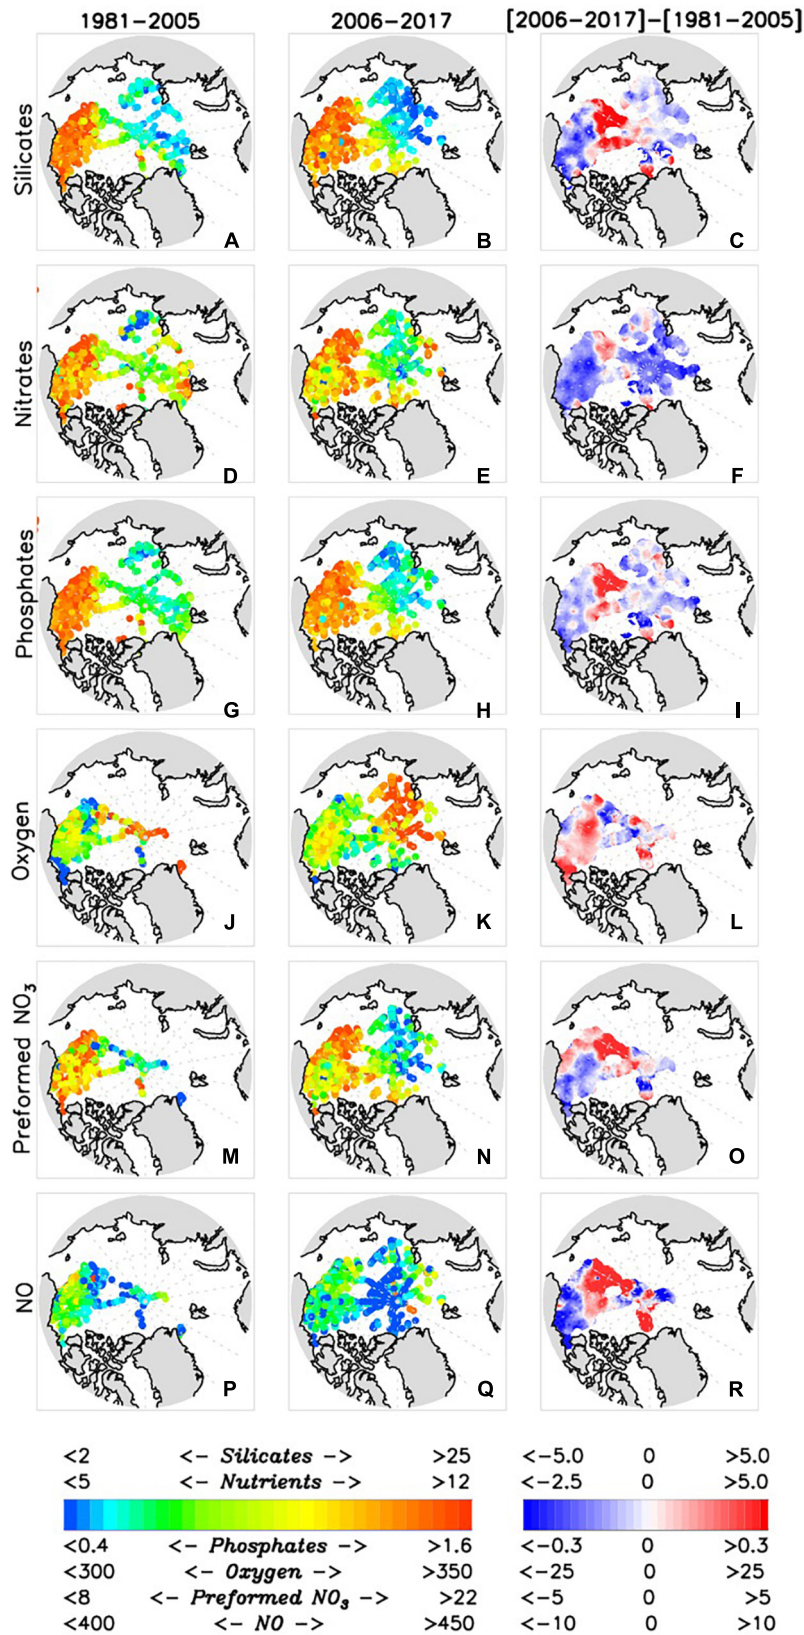 1981−2005 2006−2017 [2006−2017]−[1981−2005]
Silicates A B C
Nitrates D E F
Phosphates G H I
Oxygen J K L
Preformed NO3 M N O
NO P Q R
<2 <− Silicates −> >25 <−5.0 0 >5.0
<5 <− Nutrients −> >12 <−2.5 0 >5.0
<0.4 <− Phosphates −> >1.6 <−0.3 0 >0.3
<300 <− Oxygen −> >350 <−25 0 >25
<8 <− Preformed NO3 −> >22 <−5 0 >5
<400 <− NO −> >450 <−10 0 >10